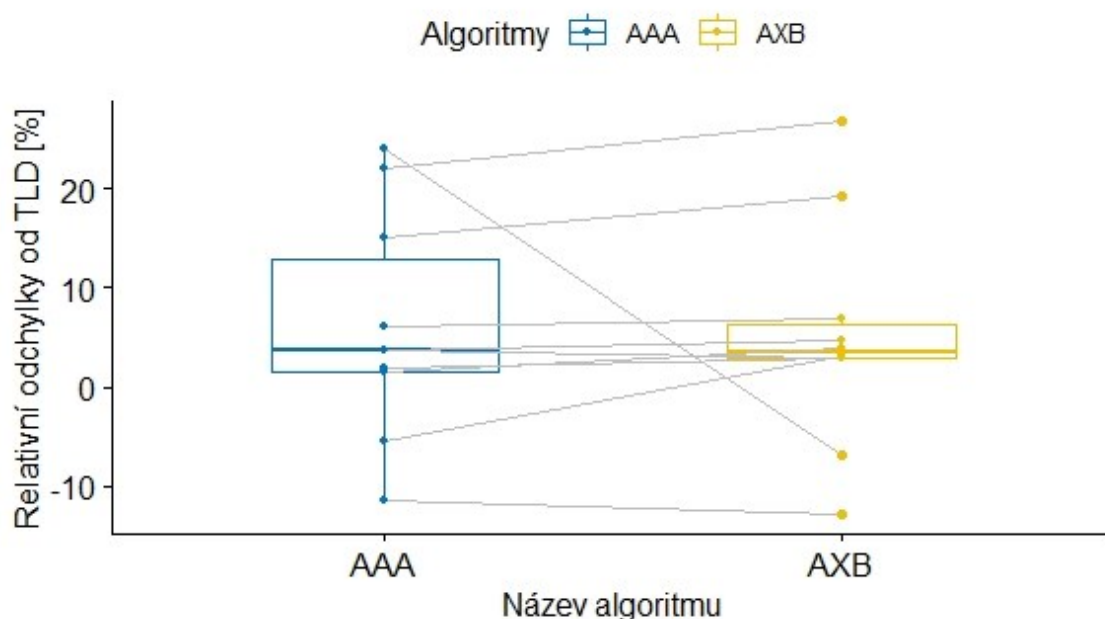 Algoritmy AAA AXB
Relativní odchylky od TLD [%]
20
10
0
-10
AAA AXB
Název algoritmu